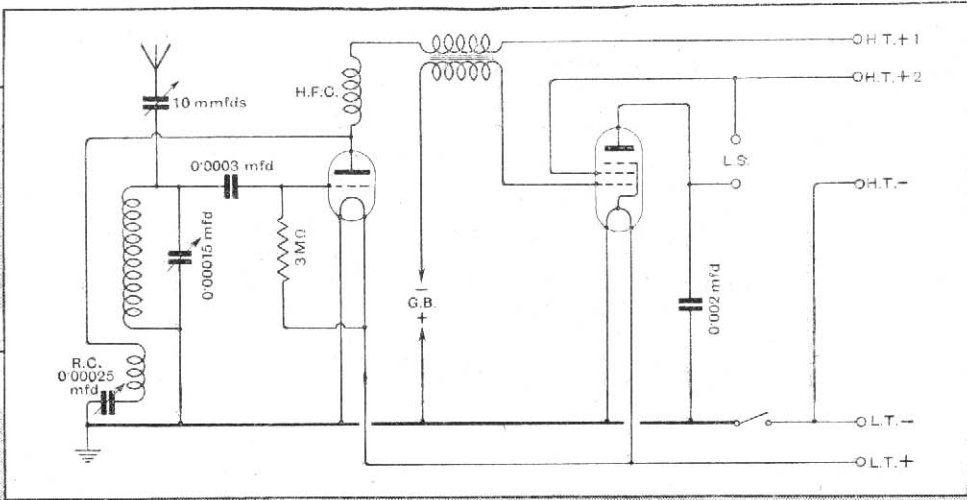 H.T.+1
H.F.C.
H.T.+2
10 mmfds
L.S.
0·0003 mfd
H.T.-
0·00015 mfd
3 MΩ
-
G.B.
+
0·002 mfd
R.C.
0·00025
mfd
L.T.-
L.T.+